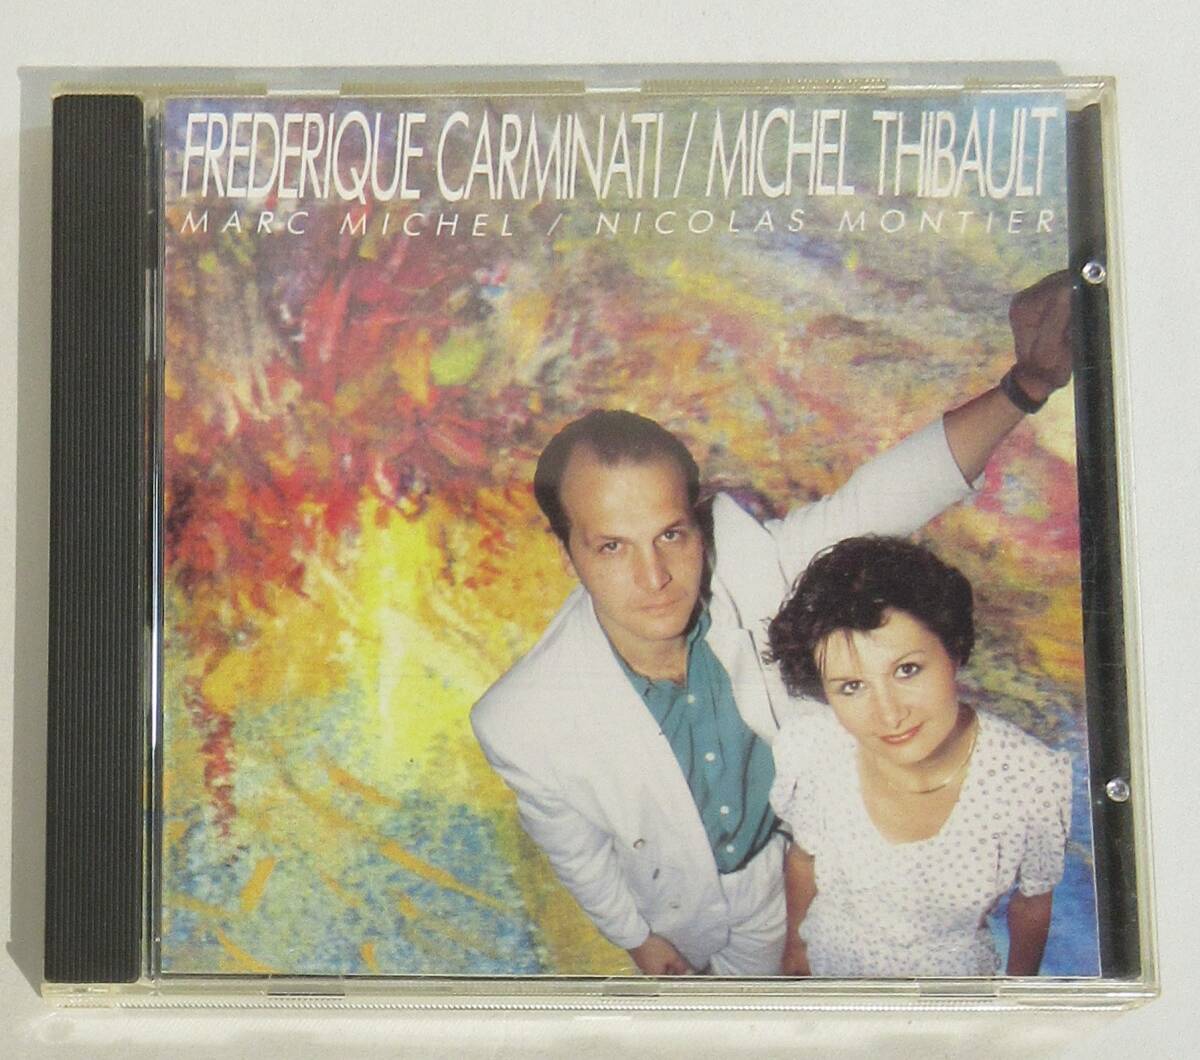 FREDERIQUE CARMINATI / MICHEL THIBAULT
MARC MICHEL / NICOLAS MONTIER